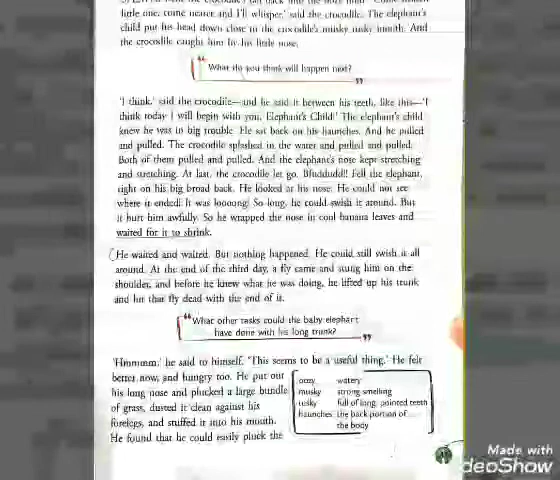 little one, come nearer and I'll whisper,' said the crocodile. The elephant's
child put his head down close to the crocodile's musky tusky mouth. And
the crocodile caught him by his little nose.
What do you think will happen next?
'I think,' said the crocodile—and he said it between his teeth, like this—'I
think today I will begin with you, Elephant's Child!' The elephant's child
knew he was in big trouble. He sat back on his haunches. And he pulled
and pulled. The crocodile splashed in the water and pulled and pulled.
Both of them pulled and pulled. And the elephant's nose kept stretching
and stretching. At last, the crocodile let go. Fell the elephant,
right on his big broad back. He looked at his nose. He could not see
where it ended! It was loooong! So long, he could swish it around. But
it hurt him awfully. So he wrapped the nose in cool banana leaves and
waited for it to shrink.
He waited and waited. But nothing happened. He could still swish it all
around. At the end of the third day, a fly came and stung him on the
shoulder, and before he knew what he was doing, he lifted up his trunk
and hit that fly dead with the end of it.
What other tasks could the baby elephant
have done with his long trunk?
'Hmmmm,' he said to himself. 'This seems to be a useful thing.' He felt
better now, and hungry too. He put out
his long nose and plucked a large bundle
of grass, dusted it clean against his
forelegs, and stuffed it into his mouth.
He found that he could easily pluck the
oozy watery
musky strong smelling
tusky full of long, pointed teeth
haunches the back portion of
the body
Made with
deoShow